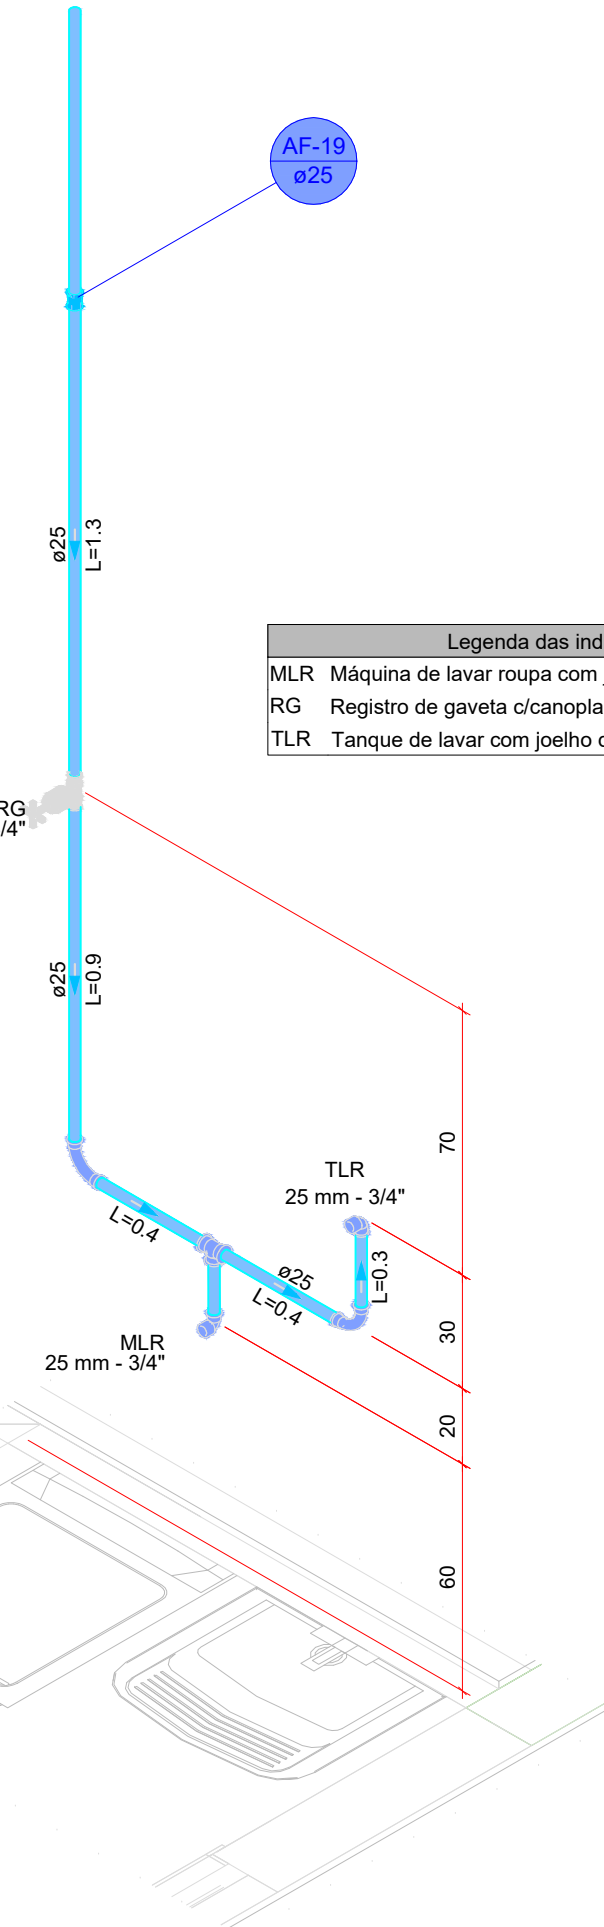 AF-19
ø25
ø25
L=1.3
Legenda das ind
MLR Máquina de lavar roupa com
RG Registro de gaveta c/canopla
TLR Tanque de lavar com joelho
RG
/4"
ø25
L=0.9
70
TLR
25 mm - 3/4"
L=0.4
ø25
L=0.4
L=0.3
30
MLR
25 mm - 3/4"
20
60